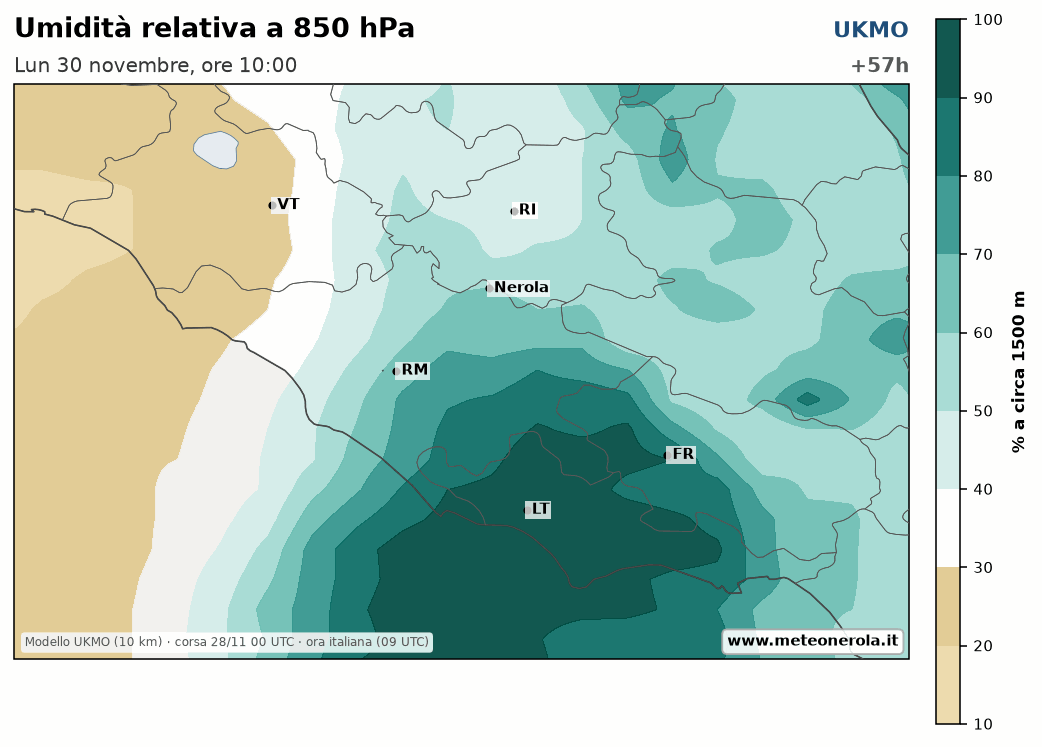 Umidità relativa a 850 hPa
UKMO
Lun 30 novembre, ore 10:00
+57h
VT
RI
Nerola
RM
FR
LT
Modello UKMO (10 km) · corsa 28/11 00 UTC · ora italiana (09 UTC)
www.meteonerola.it
100
90
80
70
60
50
40
30
20
10
% a circa 1500 m